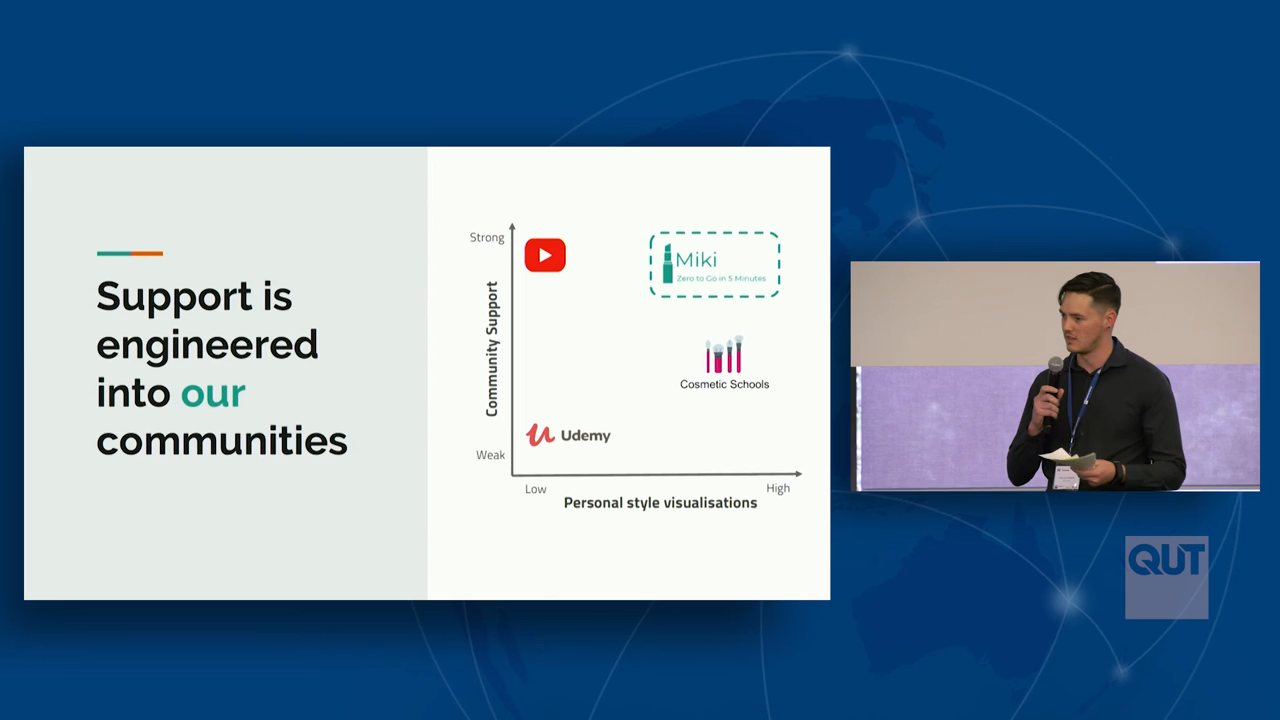 Support is
engineered
into our
communities
Strong
Community Support
Weak
Low
High
Personal style visualisations
Miki
Zero to Go in 5 Minutes
Cosmetic Schools
Udemy
QUT